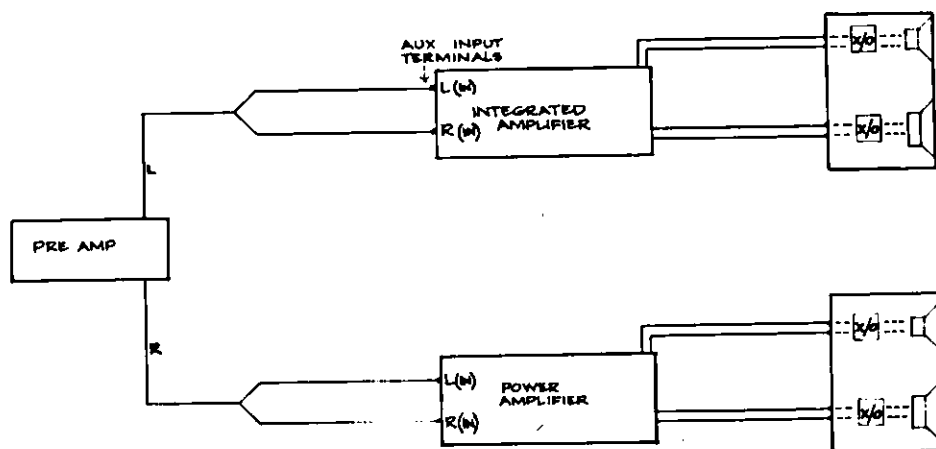 AUX INPUT
TERMINALS
L (IN)
INTEGRATED
AMPLIFIER
R (IN)
X/O
X/O
L
PRE AMP
R
L (IN)
POWER
AMPLIFIER
R (IN)
X/O
X/O